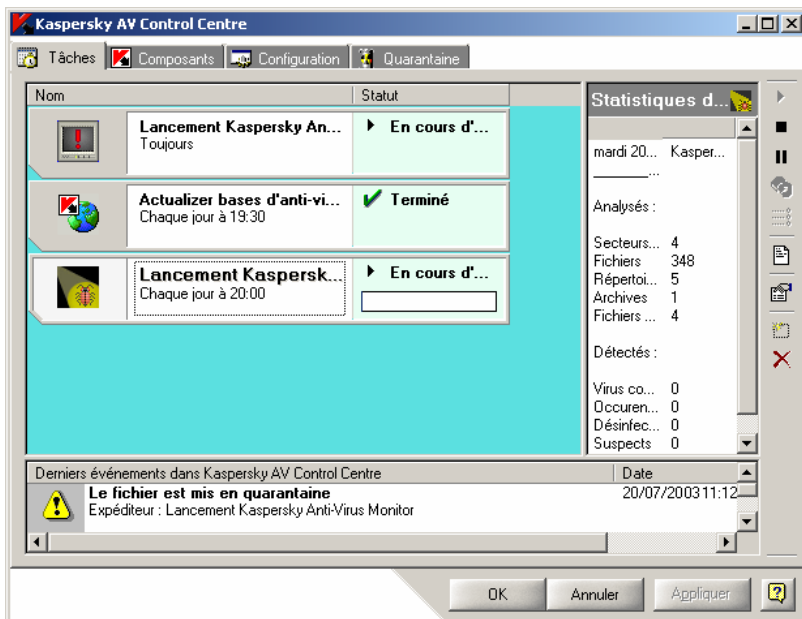 Kaspersky AV Control Centre
Tâches Composants Configuration Quarantaine
Nom Statut
Lancement Kaspersky An...
Toujours
En cours d'...
Actualizer bases d'anti-vi...
Chaque jour à 19:30
Terminé
Lancement Kaspersk...
Chaque jour à 20:00
En cours d'...
Statistiques d...
mardi 20... Kasper...
Analysés :
Secteurs... 4
Fichiers 348
Répertoi... 5
Archives 1
Fichiers ... 4
Détectés :
Virus co... 0
Occuren... 0
Désinfec... 0
Suspects 0
Derniers événements dans Kaspersky AV Control Centre Date
Le fichier est mis en quarantaine 20/07/200311:12
Expéditeur : Lancement Kaspersky Anti-Virus Monitor
OK Annuler Appliquer